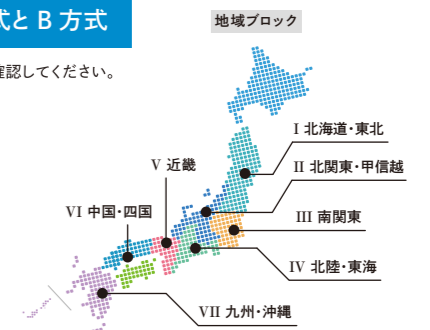 式と B 方式
地域ブロック
確認してください。
I 北海道・東北
V 近畿
II 北関東・甲信越
VI 中国・四国
III 南関東
IV 北陸・東海
VII 九州・沖縄